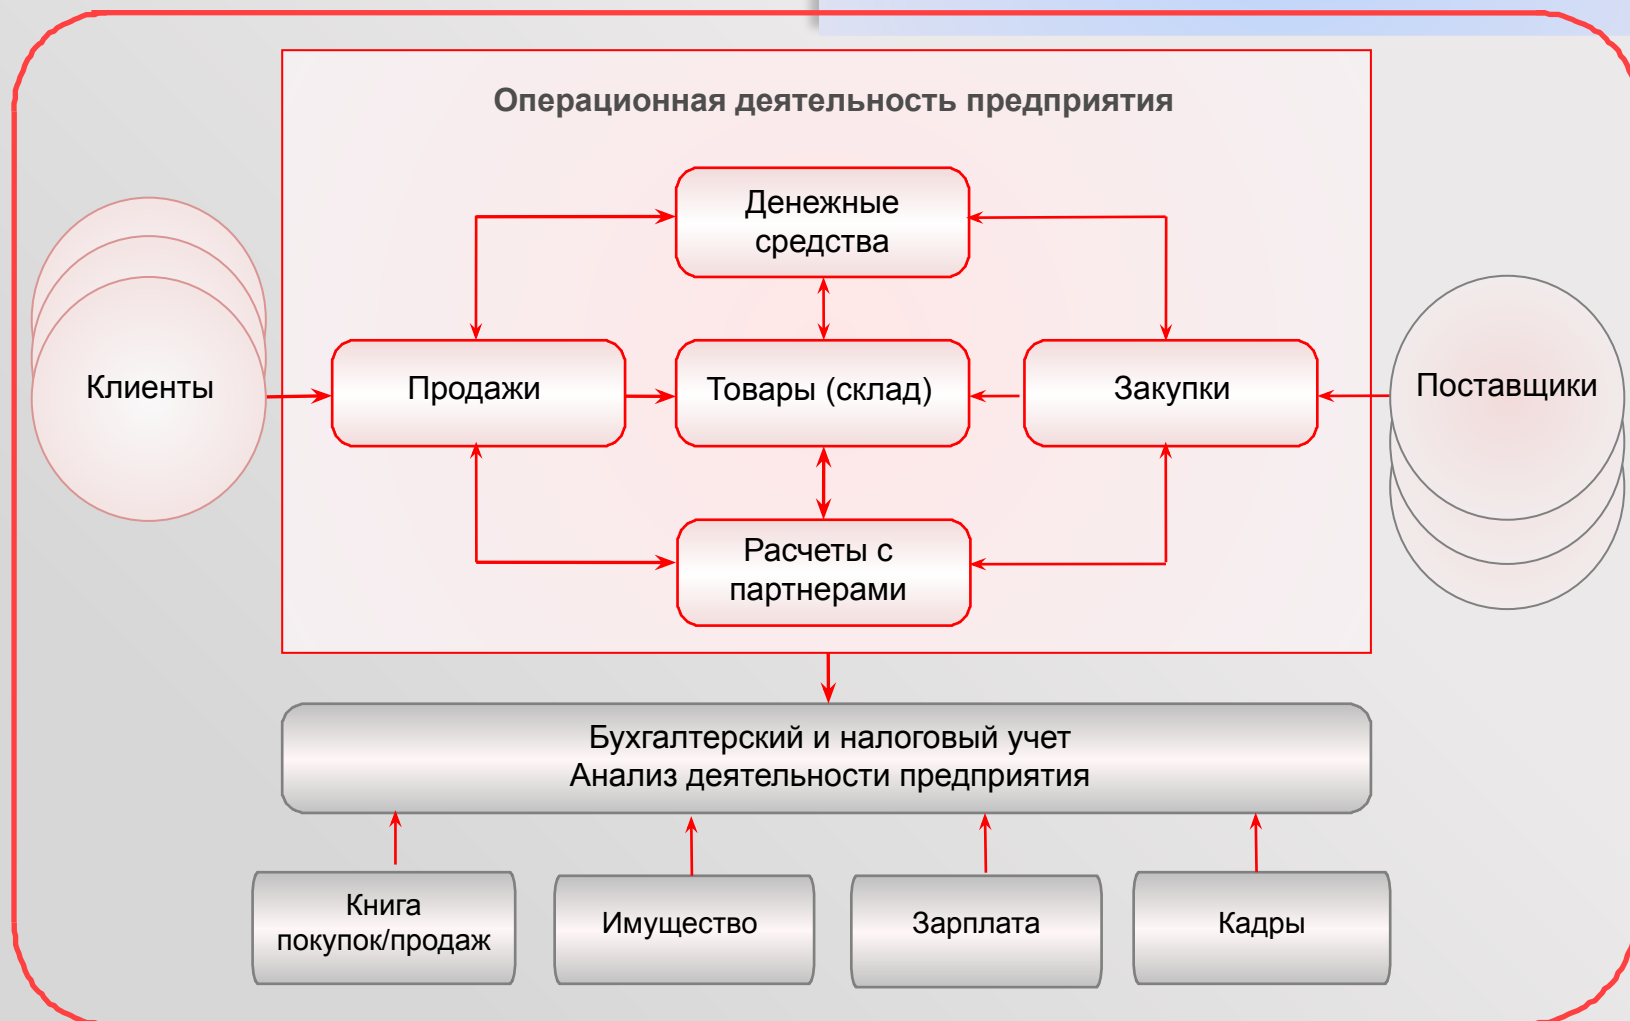 Операционная деятельность предприятия
Денежные
средства
Клиенты
Продажи
Товары (склад)
Закупки
Поставщики
Расчеты с
партнерами
Бухгалтерский и налоговый учет
Анализ деятельности предприятия
Книга
покупок/продаж
Имущество
Зарплата
Кадры